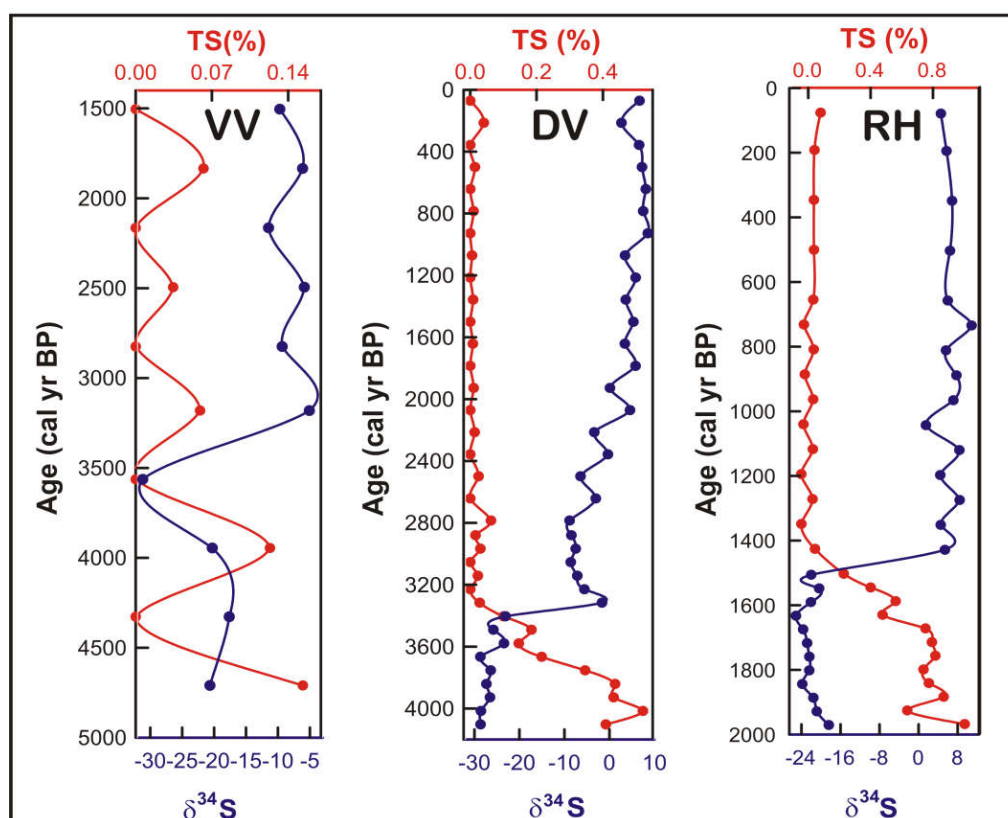 TS(%)
0.00 0.07 0.14
VV
1500
2000
2500
3000
3500
4000
4500
5000
Age (cal yr BP)
-30 -25 -20 -15 -10 -5
δ³⁴S
TS (%)
0.0 0.2 0.4
DV
0
400
800
1200
1600
2000
2400
2800
3200
3600
4000
Age (cal yr BP)
-30 -20 -10 0 10
δ³⁴S
TS (%)
0.0 0.4 0.8
RH
0
200
400
600
800
1000
1200
1400
1600
1800
2000
Age (cal yr BP)
-24 -16 -8 0 8
δ³⁴S